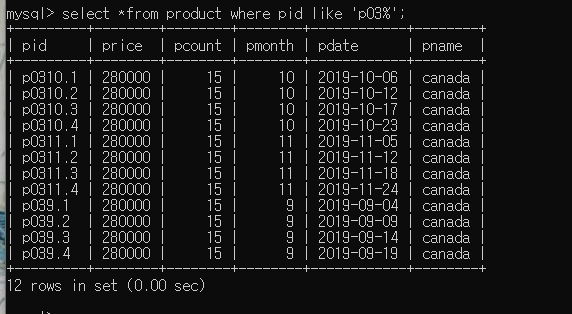 mysql> select *from product where pid like 'p03%';
+---------+--------+--------+--------+------------+--------+
| pid | price | pcount | pmonth | pdate | pname |
+---------+--------+--------+--------+------------+--------+
| p0310.1 | 280000 | 15 | 10 | 2019-10-06 | canada |
| p0310.2 | 280000 | 15 | 10 | 2019-10-12 | canada |
| p0310.3 | 280000 | 15 | 10 | 2019-10-17 | canada |
| p0310.4 | 280000 | 15 | 10 | 2019-10-23 | canada |
| p0311.1 | 280000 | 15 | 11 | 2019-11-05 | canada |
| p0311.2 | 280000 | 15 | 11 | 2019-11-12 | canada |
| p0311.3 | 280000 | 15 | 11 | 2019-11-18 | canada |
| p0311.4 | 280000 | 15 | 11 | 2019-11-24 | canada |
| p039.1 | 280000 | 15 | 9 | 2019-09-04 | canada |
| p039.2 | 280000 | 15 | 9 | 2019-09-09 | canada |
| p039.3 | 280000 | 15 | 9 | 2019-09-14 | canada |
| p039.4 | 280000 | 15 | 9 | 2019-09-19 | canada |
+---------+--------+--------+--------+------------+--------+
12 rows in set (0.00 sec)